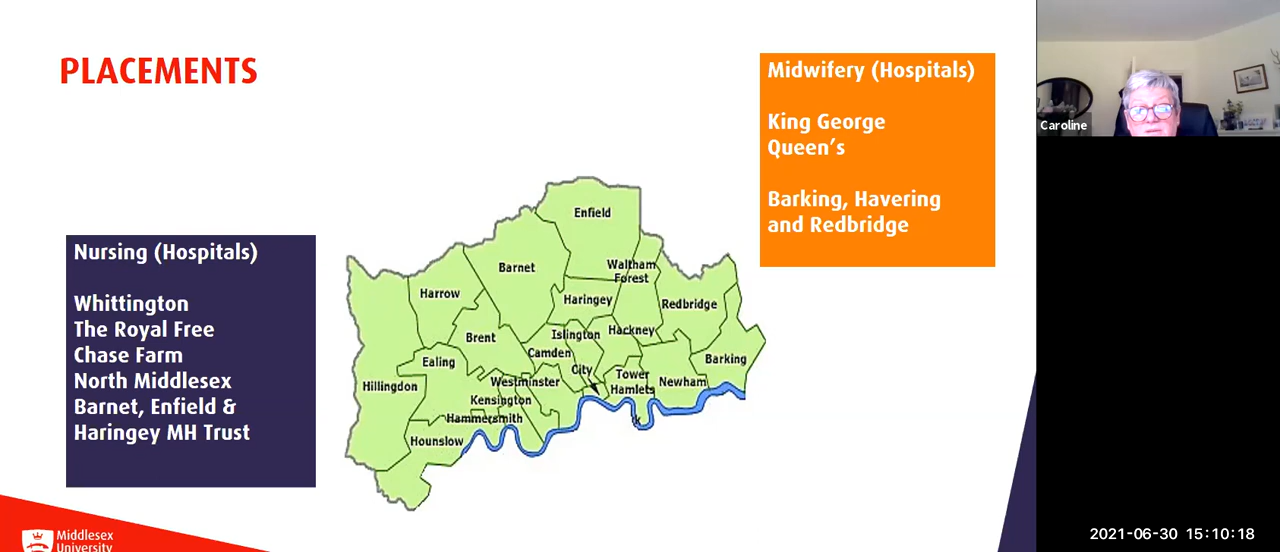 PLACEMENTS
Midwifery (Hospitals)
King George
Queen's
Barking, Havering
and Redbridge
Caroline
Nursing (Hospitals)
Whittington
The Royal Free
Chase Farm
North Middlesex
Barnet, Enfield &
Haringey MH Trust
Enfield
Barnet
Waltham
Forest
Harrow
Haringey
Redbridge
Brent
Islington
Hackney
Camden
Ealing
Barking
City
Hillingdon
Westminster
Tower
Hamlets
Newham
Kensington
Hammersmith
Hounslow
Middlesex
University
2021-06-30 15:10:18